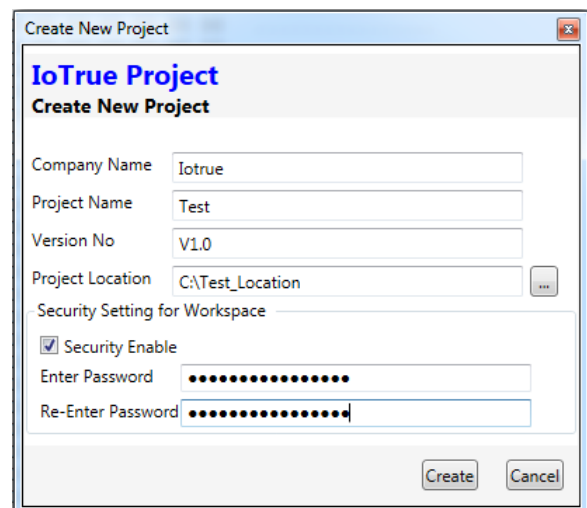 Create New Project
IoTrue Project
Create New Project
Company Name Iotrue
Project Name Test
Version No V1.0
Project Location C:\Test_Location ...
Security Setting for Workspace
Security Enable
Enter Password ●●●●●●●●●●●●●●●●
Re-Enter Password ●●●●●●●●●●●●●●●●
Create Cancel